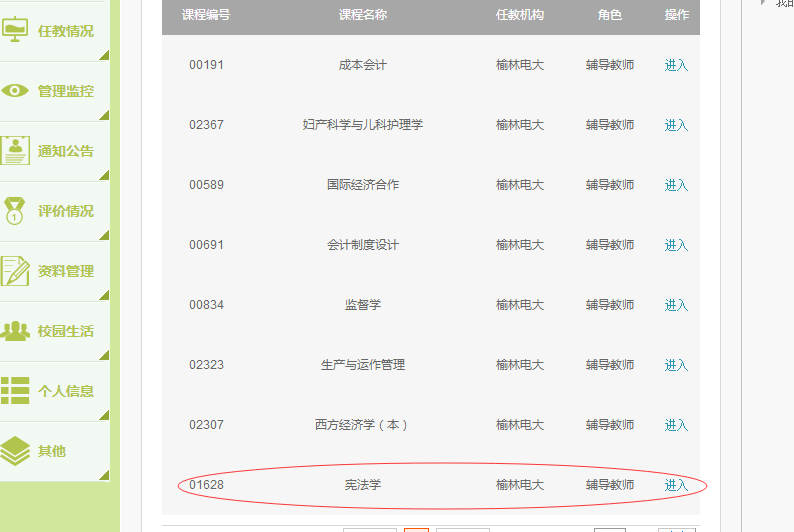 课程编号 课程名称 任教机构 角色 操作
00191 成本会计 榆林电大 辅导教师 进入
02367 妇产科学与儿科护理学 榆林电大 辅导教师 进入
00589 国际经济合作 榆林电大 辅导教师 进入
00691 会计制度设计 榆林电大 辅导教师 进入
00834 监督学 榆林电大 辅导教师 进入
02323 生产与运作管理 榆林电大 辅导教师 进入
02307 西方经济学（本） 榆林电大 辅导教师 进入
01628 宪法学 榆林电大 辅导教师 进入
任教情况
管理监控
通知公告
1 评价情况
资料管理
校园生活
个人信息
其他